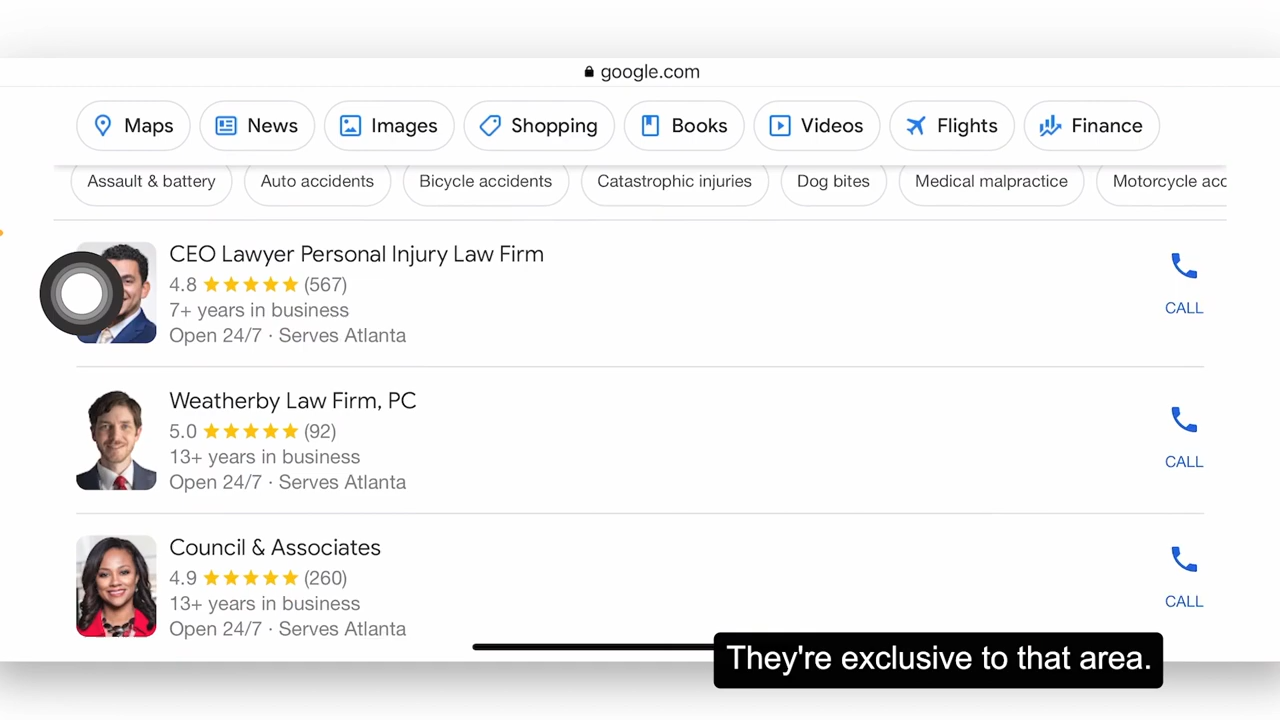 google.com
Maps News Images Shopping Books Videos Flights Finance
Assault & battery Auto accidents Bicycle accidents Catastrophic injuries Dog bites Medical malpractice Motorcycle acc
CEO Lawyer Personal Injury Law Firm
4.8 ★★★★★ (567)
7+ years in business
Open 24/7 · Serves Atlanta
CALL
Weatherby Law Firm, PC
5.0 ★★★★★ (92)
13+ years in business
Open 24/7 · Serves Atlanta
CALL
Council & Associates
4.9 ★★★★★ (260)
13+ years in business
Open 24/7 · Serves Atlanta
CALL
They're exclusive to that area.